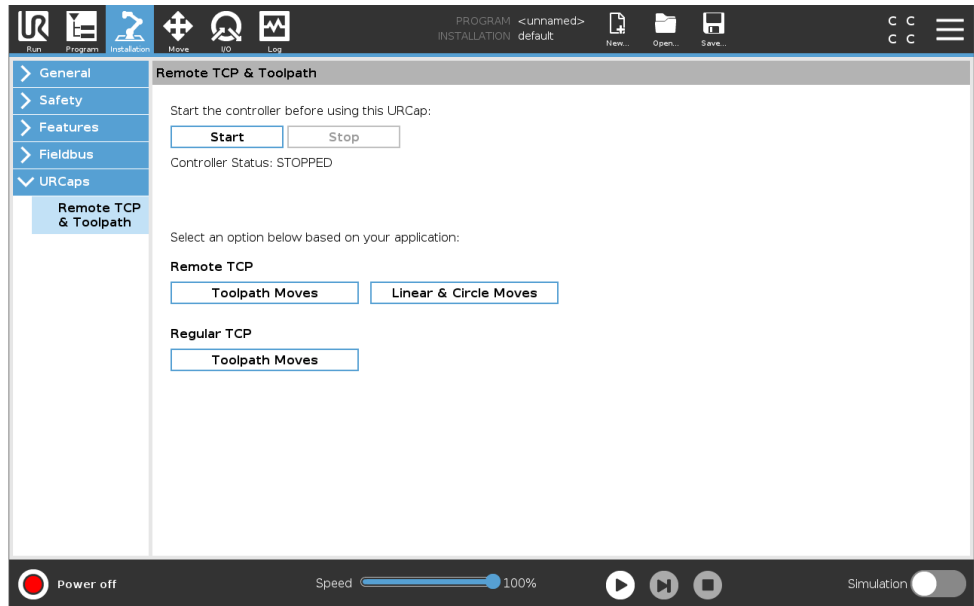 PROGRAM <unnamed>
INSTALLATION default
Run Program Installation Move I/O Log New... Open... Save...
C C
C C
General
Safety
Features
Fieldbus
URCaps
Remote TCP
& Toolpath
Remote TCP & Toolpath
Start the controller before using this URCap:
Start Stop
Controller Status: STOPPED
Select an option below based on your application:
Remote TCP
Toolpath Moves Linear & Circle Moves
Regular TCP
Toolpath Moves
Power off Speed 100% Simulation